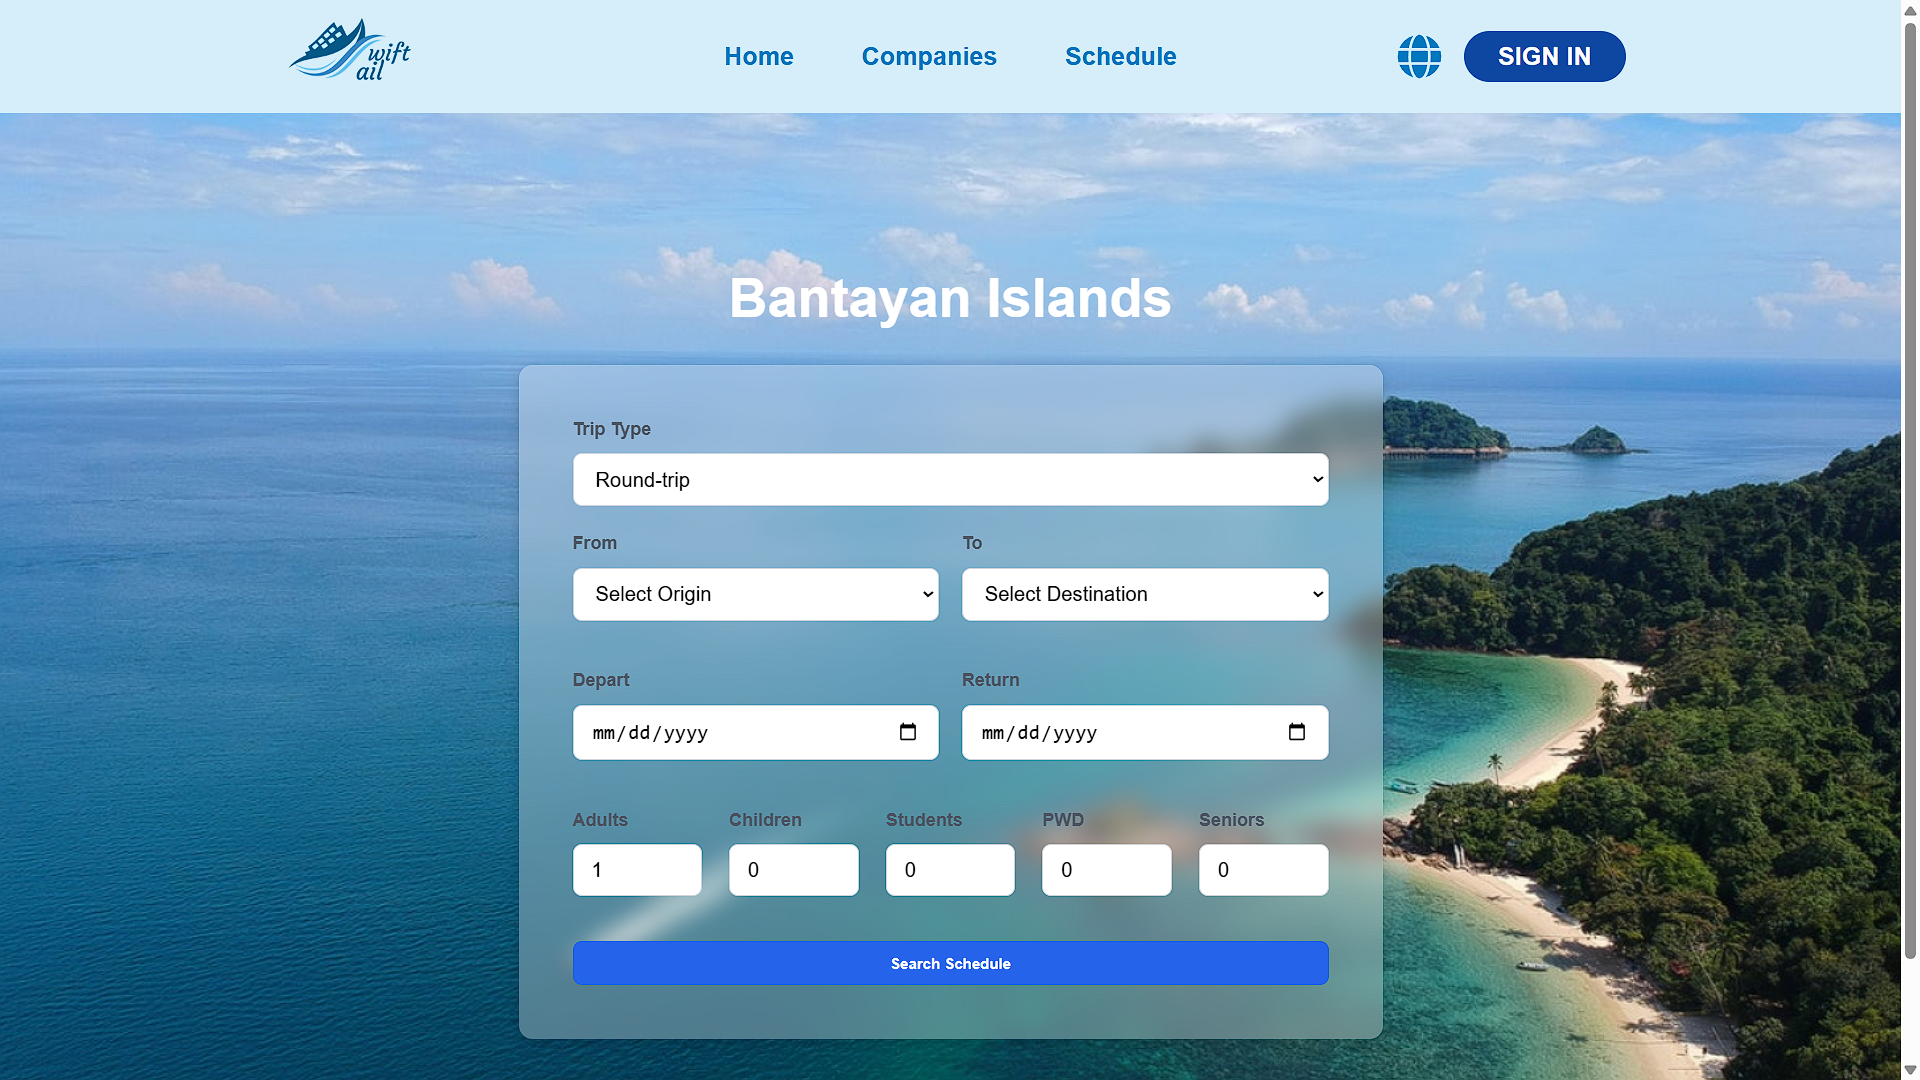 wift
ail
Home
Companies
Schedule
SIGN IN
Bantayan Islands
Trip Type
Round-trip
From
To
Select Origin
Select Destination
Depart
Return
mm/dd/yyyy
mm/dd/yyyy
Adults
Children
Students
PWD
Seniors
1
0
0
0
0
Search Schedule